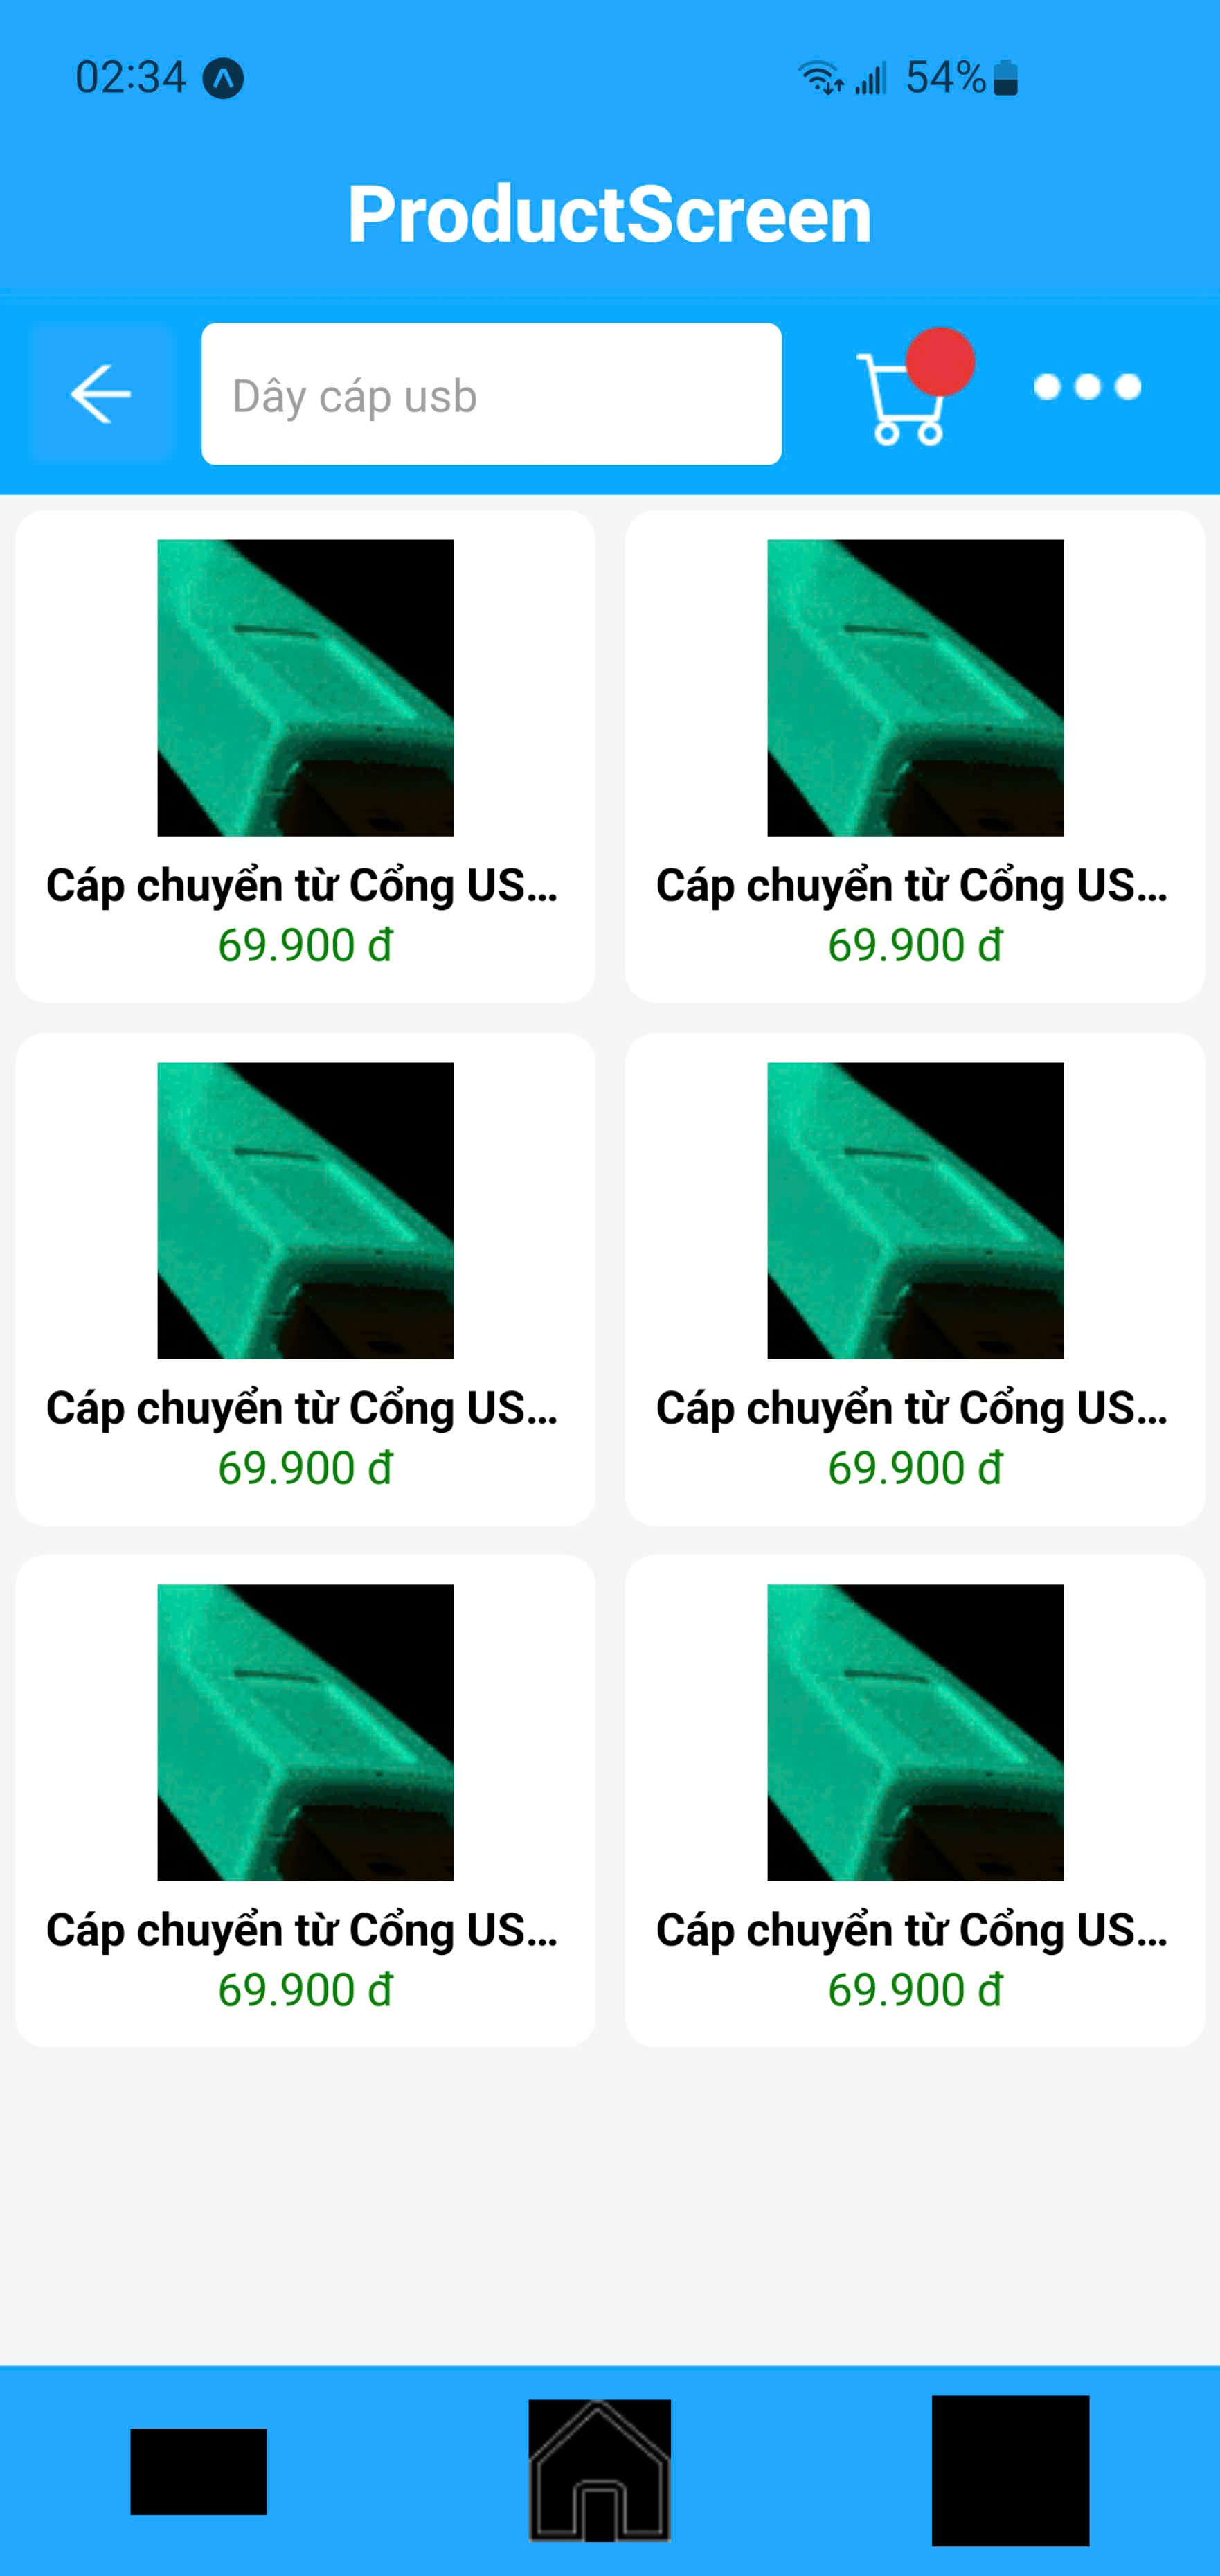 02:34 54%
ProductScreen
Dây cáp usb
Cáp chuyển từ Cổng US... Cáp chuyển từ Cổng US...
69.900 đ 69.900 đ
Cáp chuyển từ Cổng US... Cáp chuyển từ Cổng US...
69.900 đ 69.900 đ
Cáp chuyển từ Cổng US... Cáp chuyển từ Cổng US...
69.900 đ 69.900 đ